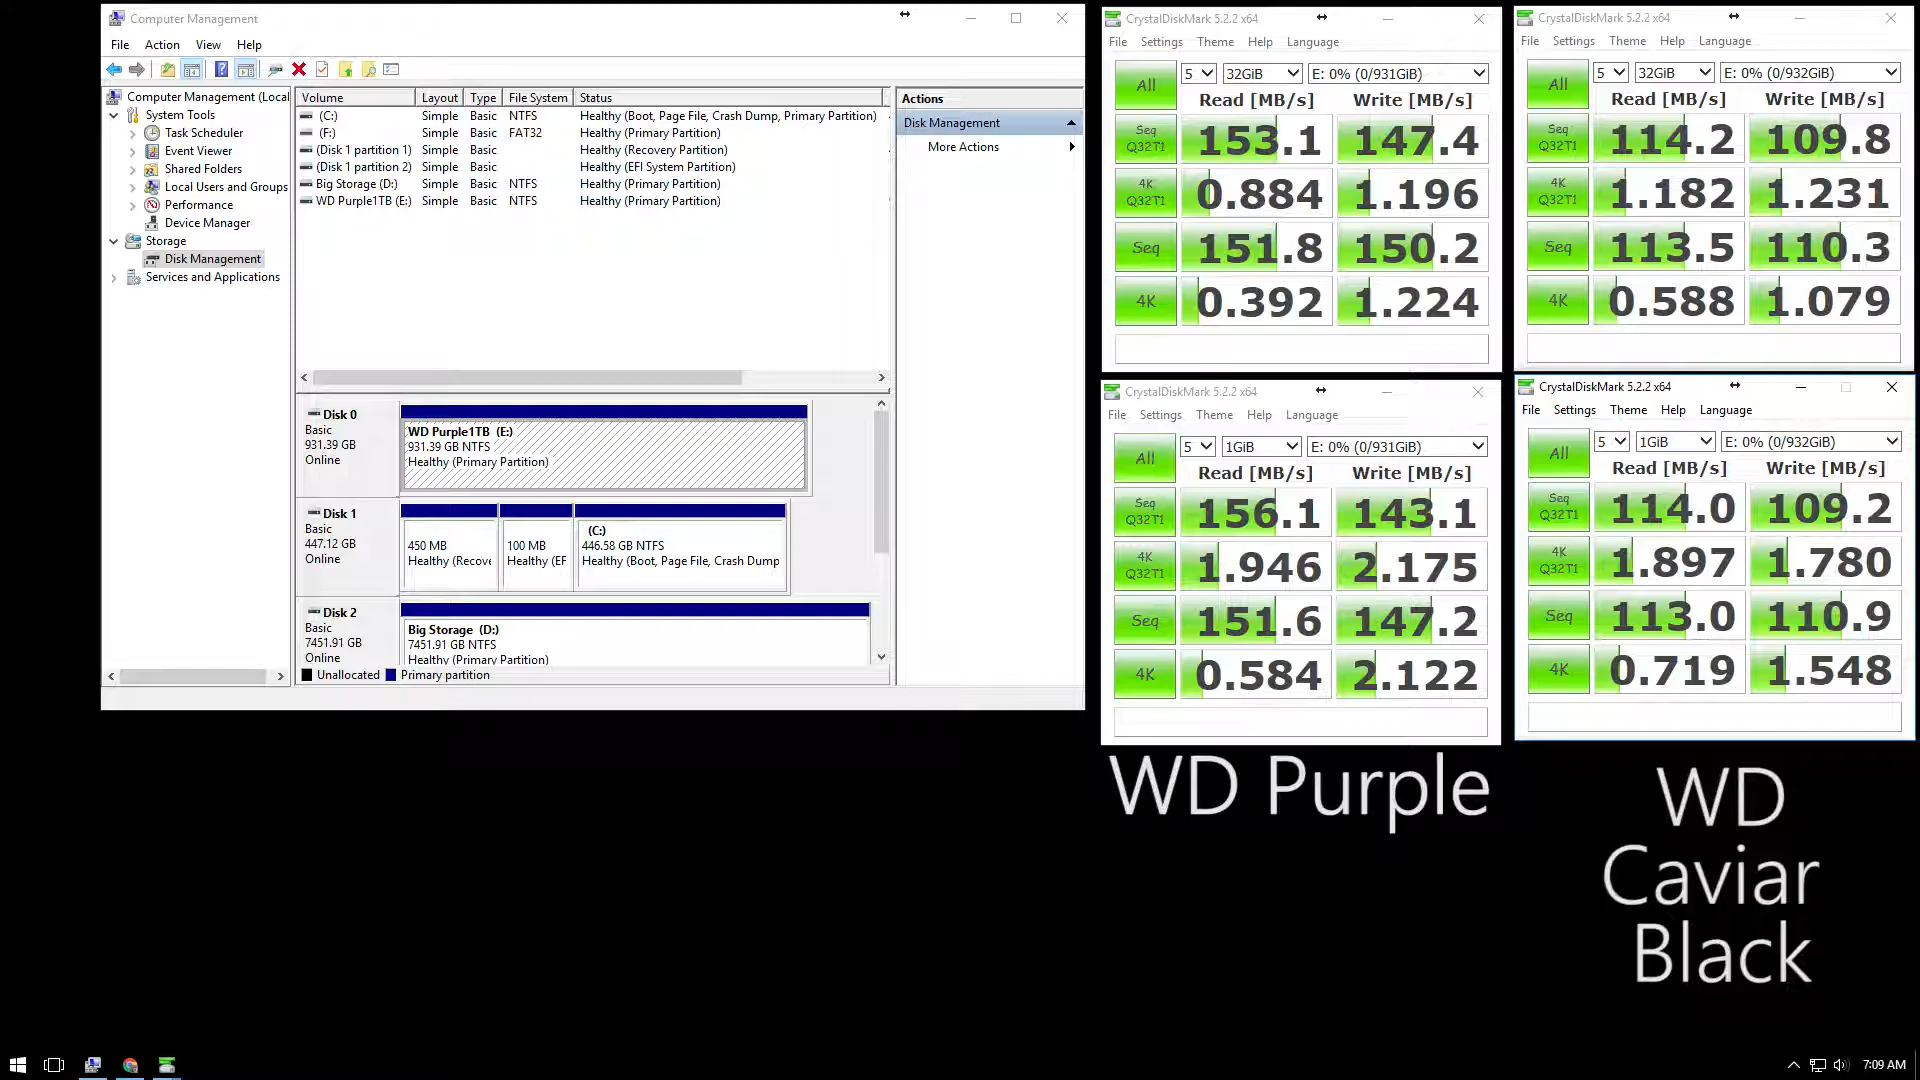 Computer Management
File Action View Help
Computer Management (Local
System Tools
Task Scheduler
Event Viewer
Shared Folders
Local Users and Groups
Performance
Device Manager
Storage
Disk Management
Services and Applications
Volume Layout Type File System Status
(C:) Simple Basic NTFS Healthy (Boot, Page File, Crash Dump, Primary Partition)
(F:) Simple Basic FAT32 Healthy (Primary Partition)
(Disk 1 partition 1) Simple Basic Healthy (Recovery Partition)
(Disk 1 partition 2) Simple Basic Healthy (EFI System Partition)
Big Storage (D:) Simple Basic NTFS Healthy (Primary Partition)
WD Purple1TB (E:) Simple Basic NTFS Healthy (Primary Partition)
Actions
Disk Management
More Actions
Disk 0
Basic
931.39 GB
Online
WD Purple1TB (E:)
931.39 GB NTFS
Healthy (Primary Partition)
Disk 1
Basic
447.12 GB
Online
450 MB
Healthy (Recove
100 MB
Healthy (EF
(C:)
446.58 GB NTFS
Healthy (Boot, Page File, Crash Dump
Disk 2
Basic
7451.91 GB
Online
Big Storage (D:)
7451.91 GB NTFS
Healthy (Primary Partition)
Unallocated Primary partition
CrystalDiskMark 5.2.2 x64
File Settings Theme Help Language
All 5 32GiB E: 0% (0/931GiB)
Read [MB/s] Write [MB/s]
Seq Q32T1 153.1 147.4
4K Q32T1 0.884 1.196
Seq 151.8 150.2
4K 0.392 1.224
CrystalDiskMark 5.2.2 x64
File Settings Theme Help Language
All 5 32GiB E: 0% (0/932GiB)
Read [MB/s] Write [MB/s]
Seq Q32T1 114.2 109.8
4K Q32T1 1.182 1.231
Seq 113.5 110.3
4K 0.588 1.079
CrystalDiskMark 5.2.2 x64
File Settings Theme Help Language
All 5 1GiB E: 0% (0/931GiB)
Read [MB/s] Write [MB/s]
Seq Q32T1 156.1 143.1
4K Q32T1 1.946 2.175
Seq 151.6 147.2
4K 0.584 2.122
CrystalDiskMark 5.2.2 x64
File Settings Theme Help Language
All 5 1GiB E: 0% (0/932GiB)
Read [MB/s] Write [MB/s]
Seq Q32T1 114.0 109.2
4K Q32T1 1.897 1.780
Seq 113.0 110.9
4K 0.719 1.548
WD Purple
WD
Caviar
Black
7:09 AM